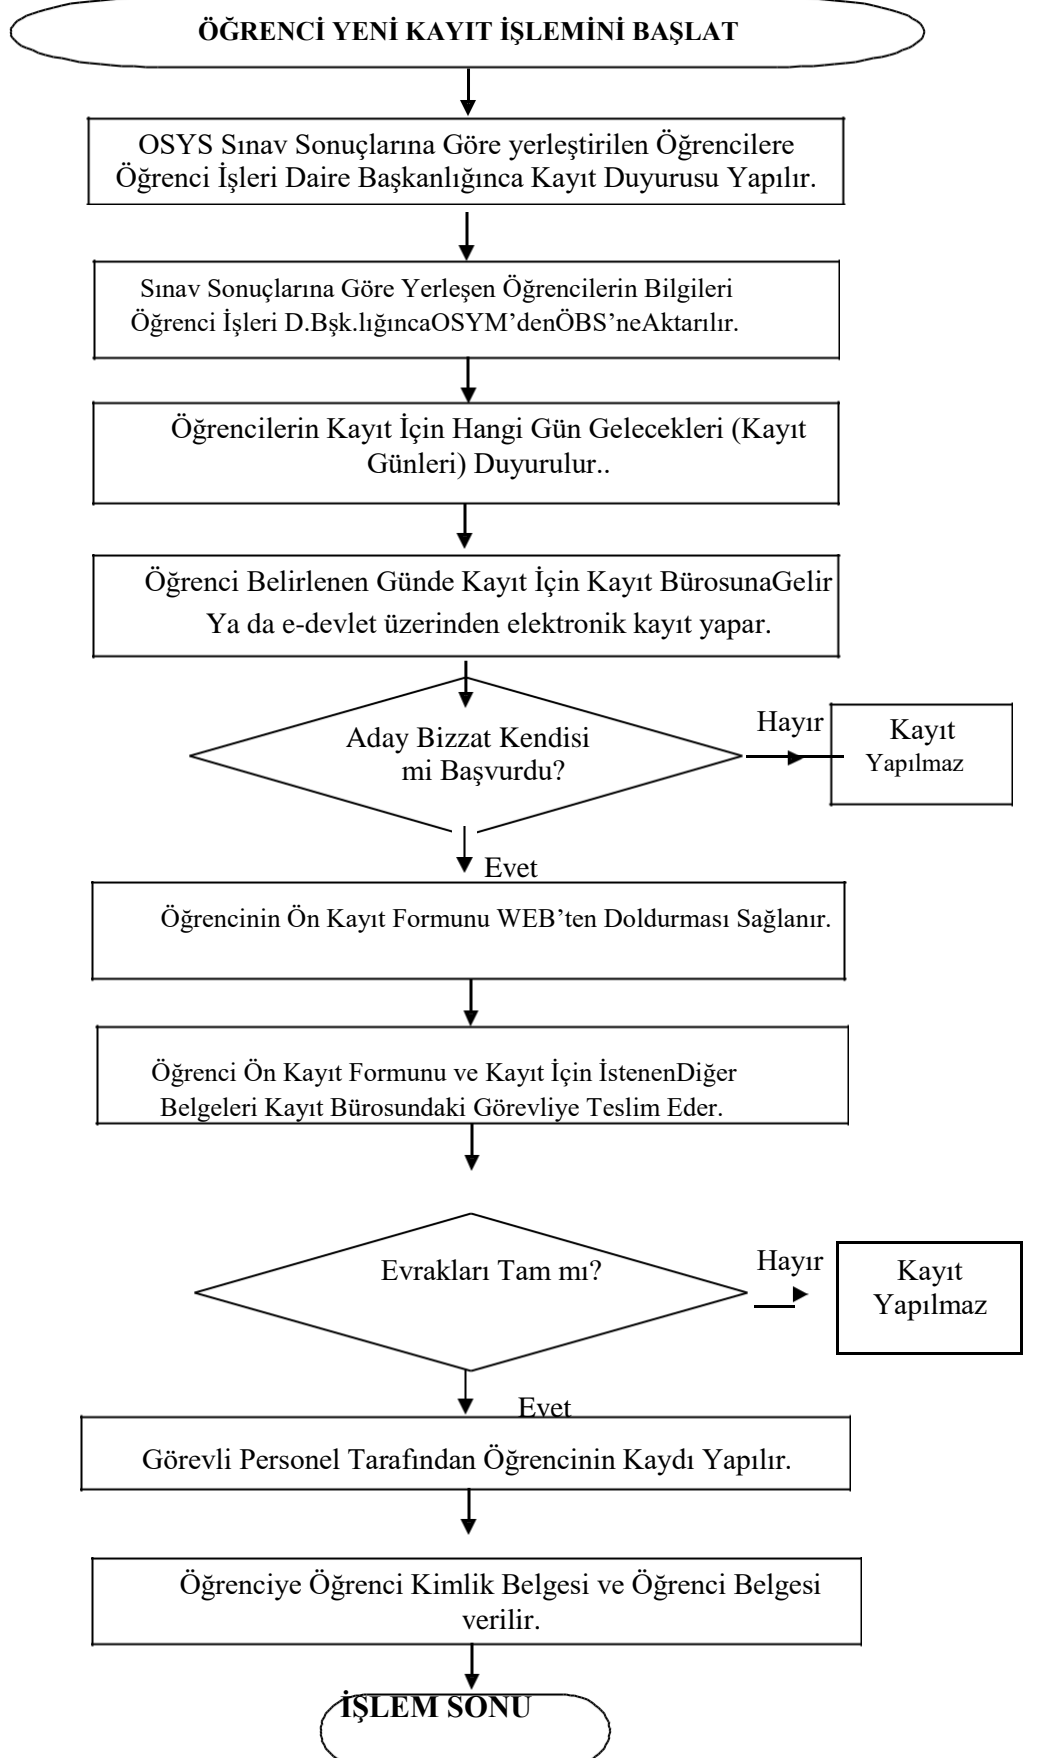 ÖĞRENCİ YENİ KAYIT İŞLEMİNİ BAŞLAT
OSYS Sınav Sonuçlarına Göre yerleştirilen Öğrencilere
Öğrenci İşleri Daire Başkanlığınca Kayıt Duyurusu Yapılır.
Sınav Sonuçlarına Göre Yerleşen Öğrencilerin Bilgileri
Öğrenci İşleri D.Bşk.lığıncaOSYM’denÖBS’neAktarılır.
Öğrencilerin Kayıt İçin Hangi Gün Gelecekleri (Kayıt
Günleri) Duyurulur..
Öğrenci Belirlenen Günde Kayıt İçin Kayıt BürosunaGelir
Ya da e-devlet üzerinden elektronik kayıt yapar.
Aday Bizzat Kendisi
mi Başvurdu?
Hayır
Kayıt
Yapılmaz
Evet
Öğrencinin Ön Kayıt Formunu WEB’ten Doldurması Sağlanır.
Öğrenci Ön Kayıt Formunu ve Kayıt İçin İstenenDiğer
Belgeleri Kayıt Bürosundaki Görevliye Teslim Eder.
Evrakları Tam mı?
Hayır
Kayıt
Yapılmaz
Evet
Görevli Personel Tarafından Öğrencinin Kaydı Yapılır.
Öğrenciye Öğrenci Kimlik Belgesi ve Öğrenci Belgesi
verilir.
İŞLEM SONU